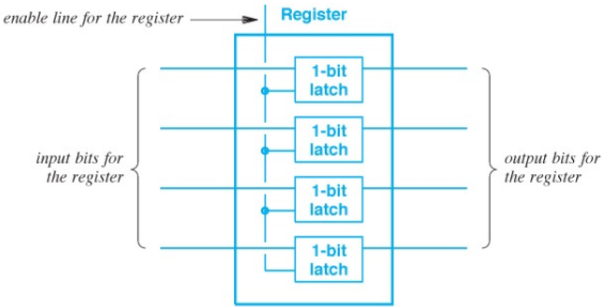 enable line for the register
Register
1-bit
latch
1-bit
latch
input bits for
the register
output bits for
the register
1-bit
latch
1-bit
latch